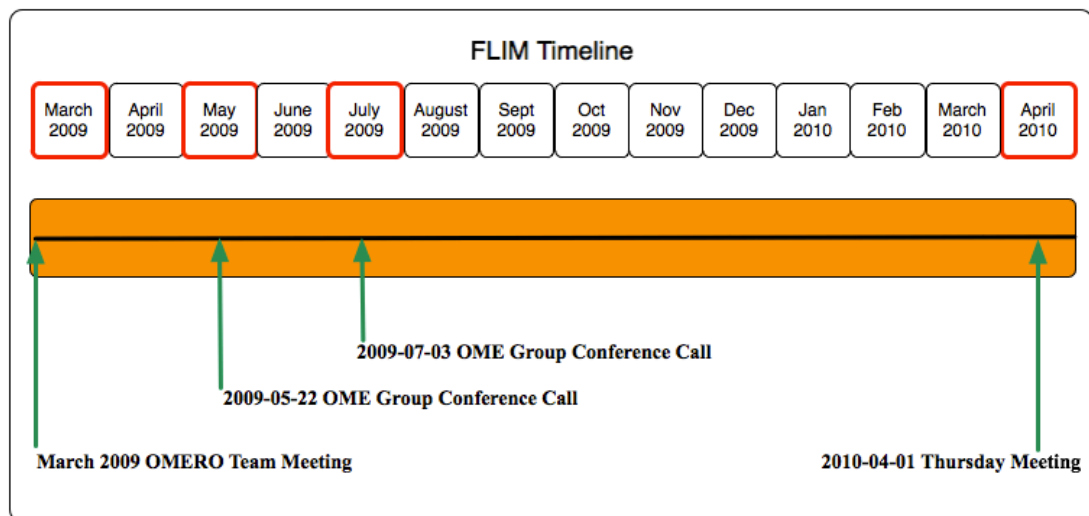 FLIM Timeline
March 2009
April 2009
May 2009
June 2009
July 2009
August 2009
Sept 2009
Oct 2009
Nov 2009
Dec 2009
Jan 2010
Feb 2010
March 2010
April 2010
2009-07-03 OME Group Conference Call
2009-05-22 OME Group Conference Call
March 2009 OMERO Team Meeting
2010-04-01 Thursday Meeting